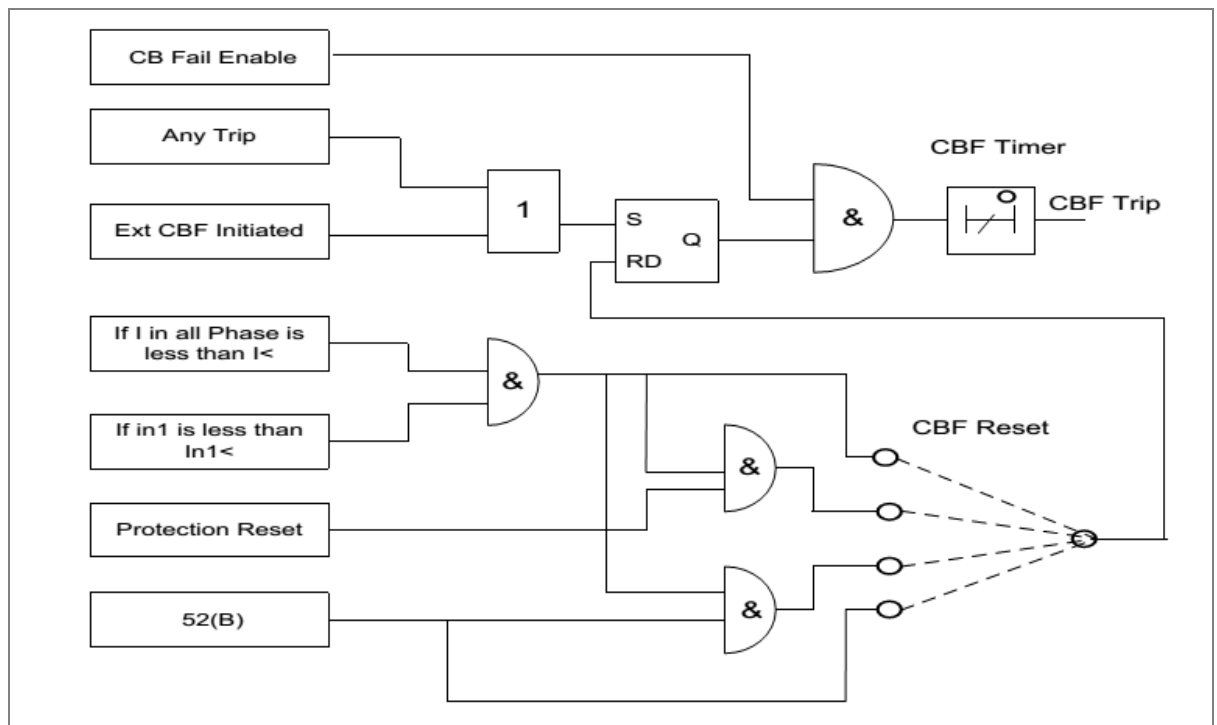 CB Fail Enable
Any Trip
Ext CBF Initiated
1
S
Q
RD
&
CBF Timer
CBF Trip
If I in all Phase is
less than I<
&
If in1 is less than
In1<
CBF Reset
&
Protection Reset
&
52(B)